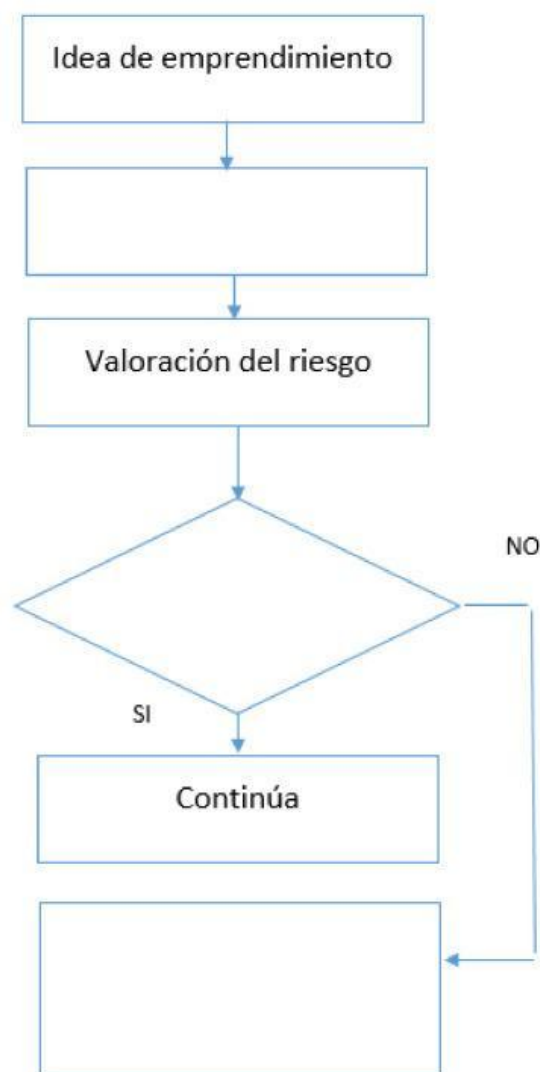 Idea de emprendimiento
Valoración del riesgo
NO
SI
Continúa